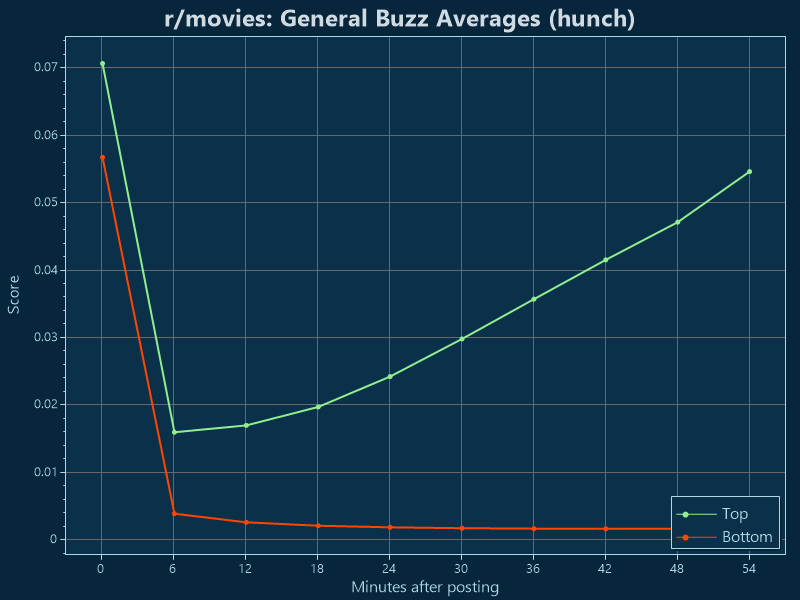 r/movies: General Buzz Averages (hunch)
0.07
0.06
0.05
0.04
0.03
0.02
0.01
0
Score
0 6 12 18 24 30 36 42 48 54
Minutes after posting
Top
Bottom